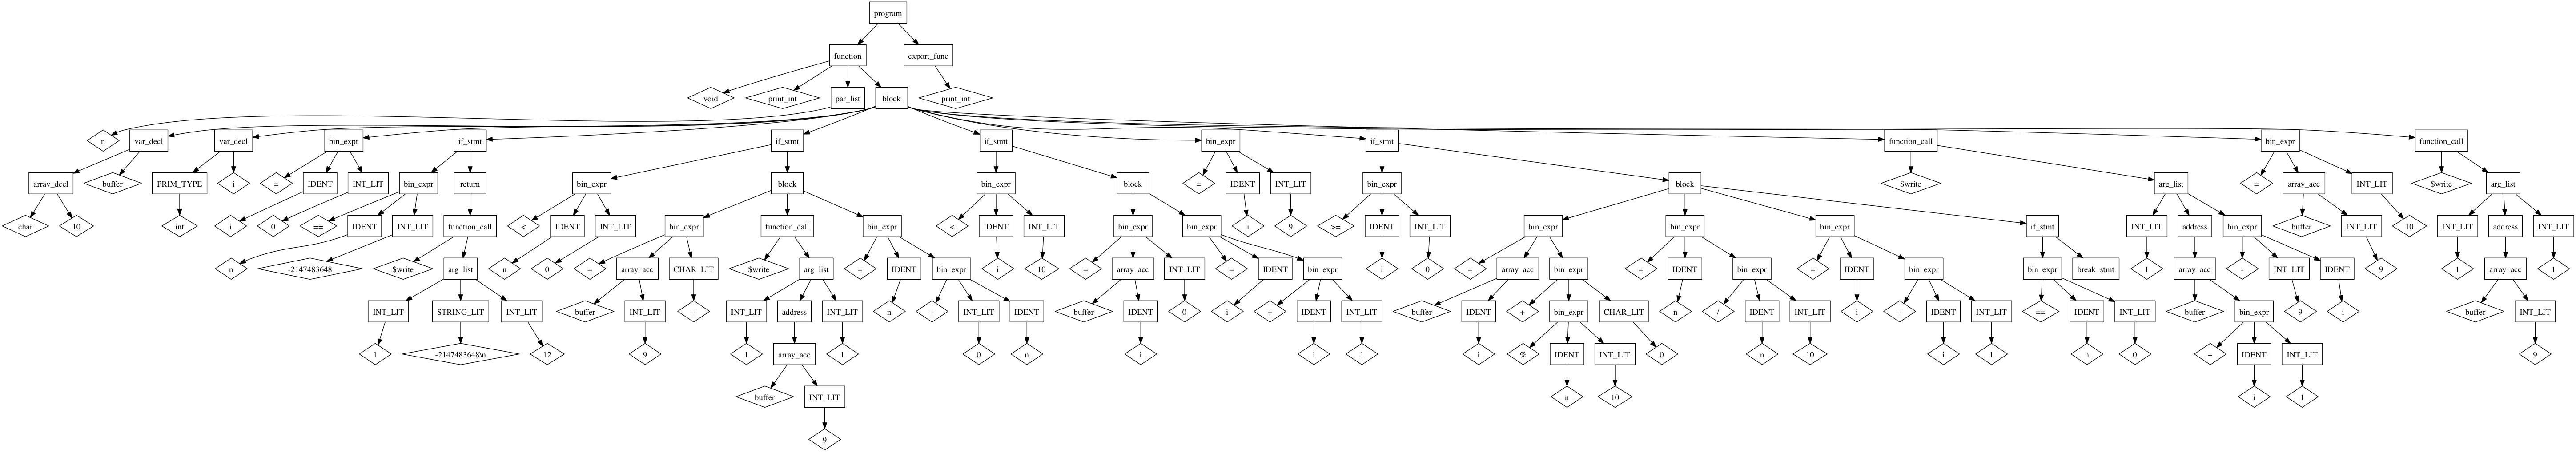 program
function export_func
void print_int par_list block print_int
n var_decl var_decl bin_expr if_stmt if_stmt if_stmt bin_expr if_stmt function_call bin_expr function_call
array_decl buffer PRIM_TYPE i = IDENT INT_LIT bin_expr return bin_expr block bin_expr block = IDENT INT_LIT bin_expr block $write arg_list = array_acc INT_LIT $write arg_list
char 10 int i 0 == IDENT INT_LIT function_call < IDENT INT_LIT bin_expr function_call bin_expr < IDENT INT_LIT bin_expr bin_expr i 9 >= IDENT INT_LIT bin_expr bin_expr bin_expr if_stmt INT_LIT address bin_expr buffer INT_LIT 10 INT_LIT address INT_LIT
n -2147483648 $write arg_list n 0 = array_acc CHAR_LIT $write arg_list = IDENT bin_expr i 10 = array_acc INT_LIT = IDENT bin_expr i 0 = array_acc bin_expr = IDENT bin_expr = IDENT bin_expr bin_expr break_stmt 1 array_acc - INT_LIT IDENT 9 1 array_acc 1
INT_LIT STRING_LIT INT_LIT buffer INT_LIT - INT_LIT address INT_LIT n - INT_LIT IDENT buffer IDENT 0 i + IDENT INT_LIT buffer IDENT + bin_expr CHAR_LIT n / IDENT INT_LIT i - IDENT INT_LIT == IDENT INT_LIT buffer bin_expr 9 i buffer INT_LIT
1 -2147483648\n 12 9 1 array_acc 1 0 n i i 1 i % IDENT INT_LIT 0 n 10 i 1 n 0 + IDENT INT_LIT 9
buffer INT_LIT n 10 i 1
9